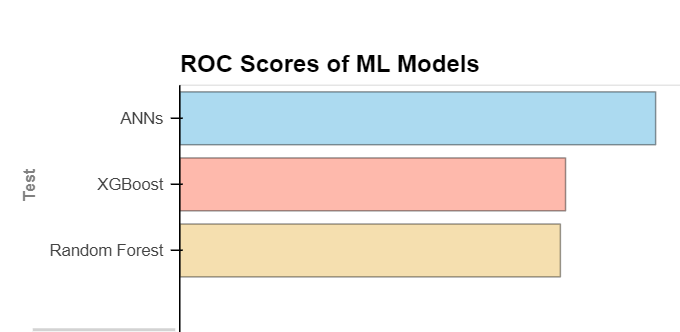 ROC Scores of ML Models
ANNs
XGBoost
Random Forest
Test